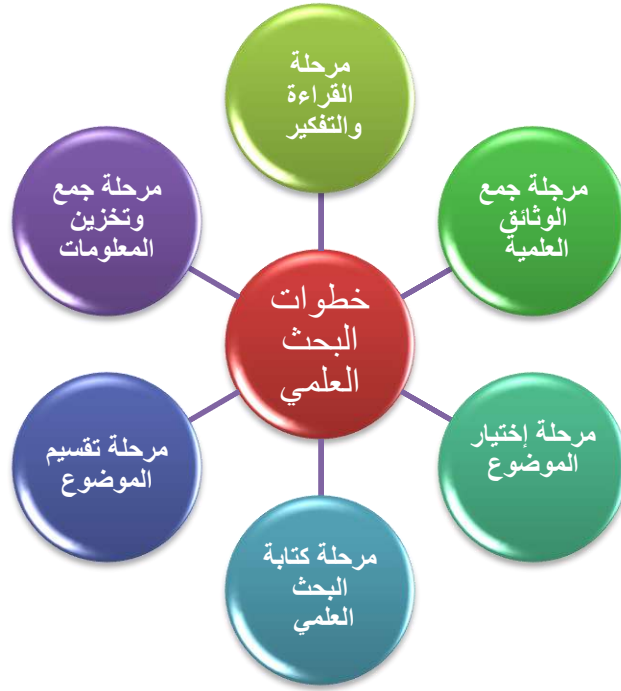 مرحلة
القراءة
والتفكير
مرجلة جمع
الوثائق
العلمية
مرحلة جمع
وتخزين
المعلومات
خطوات
البحث
العلمي
مرحلة إختيار
الموضوع
مرحلة تقسيم
الموضوع
مرحلة كتابة
البحث
العلمي